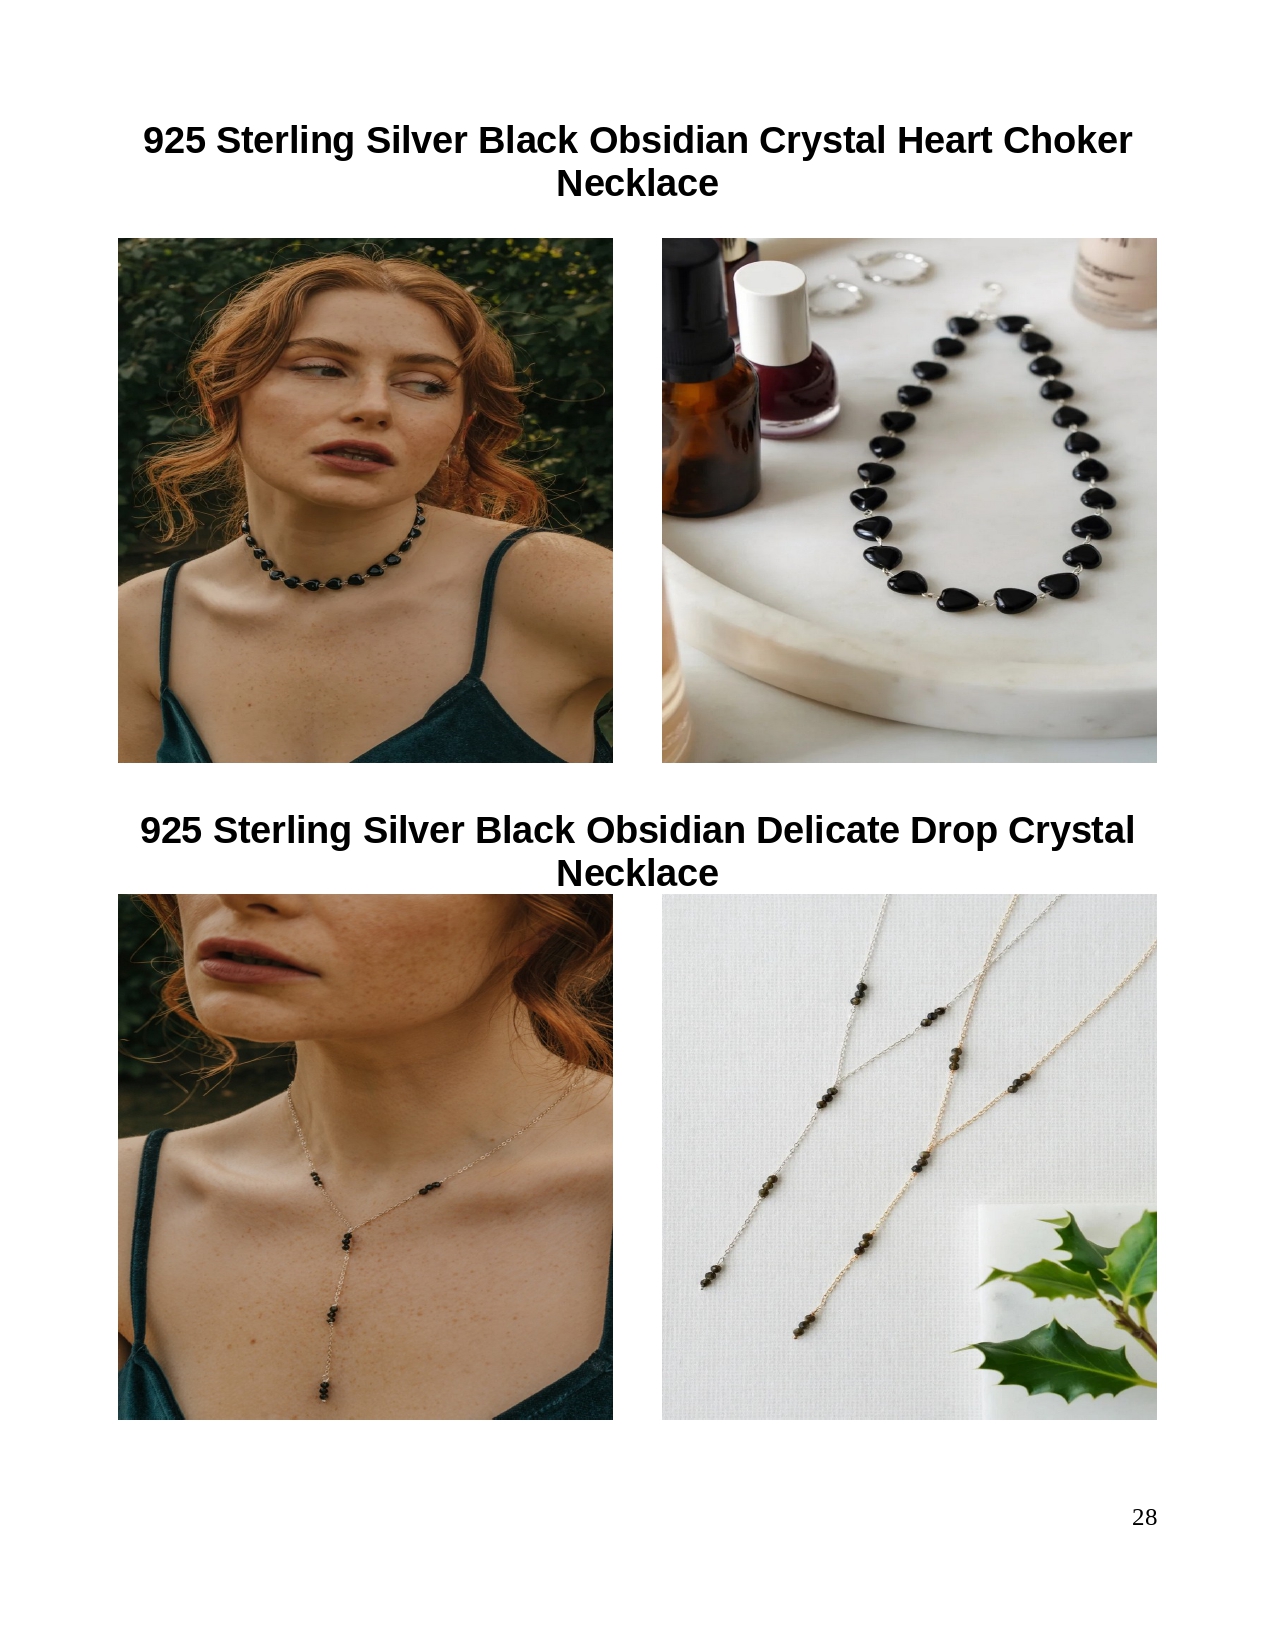 925 Sterling Silver Black Obsidian Crystal Heart Choker
Necklace
925 Sterling Silver Black Obsidian Delicate Drop Crystal
Necklace
28